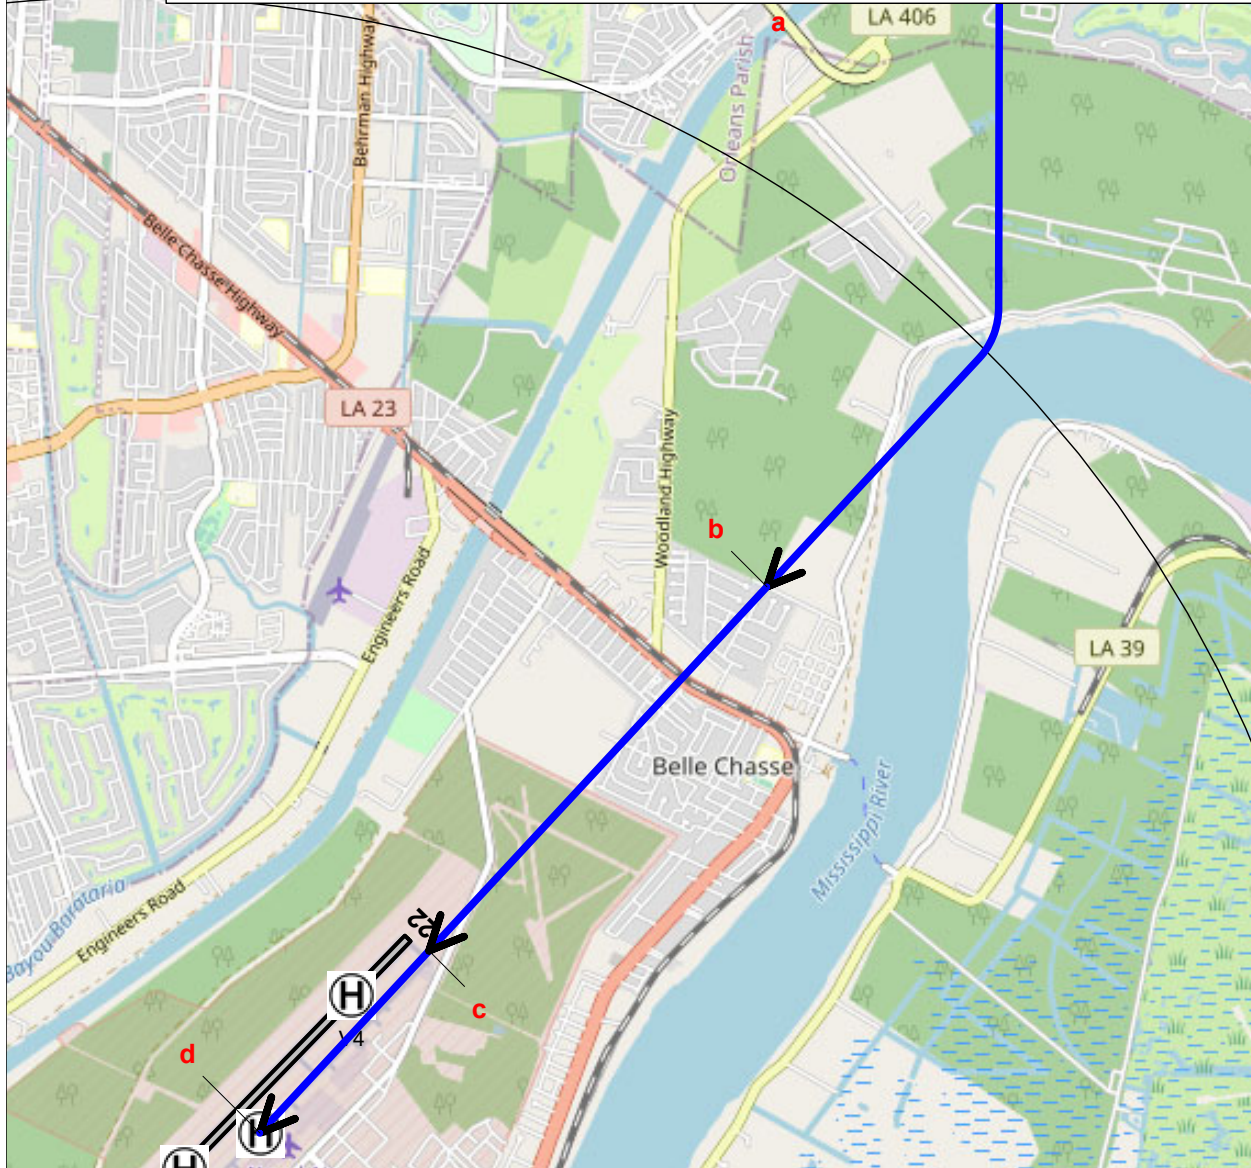 a
LA 406
Behrman Highway
Orleans Parish
Belle Chasse Highway
LA 23
Woodland Highway
b
Engineers Road
LA 39
Belle Chasse
Mississippi River
Bayou Barataria
Engineers Road
22
c
d
H
H
H